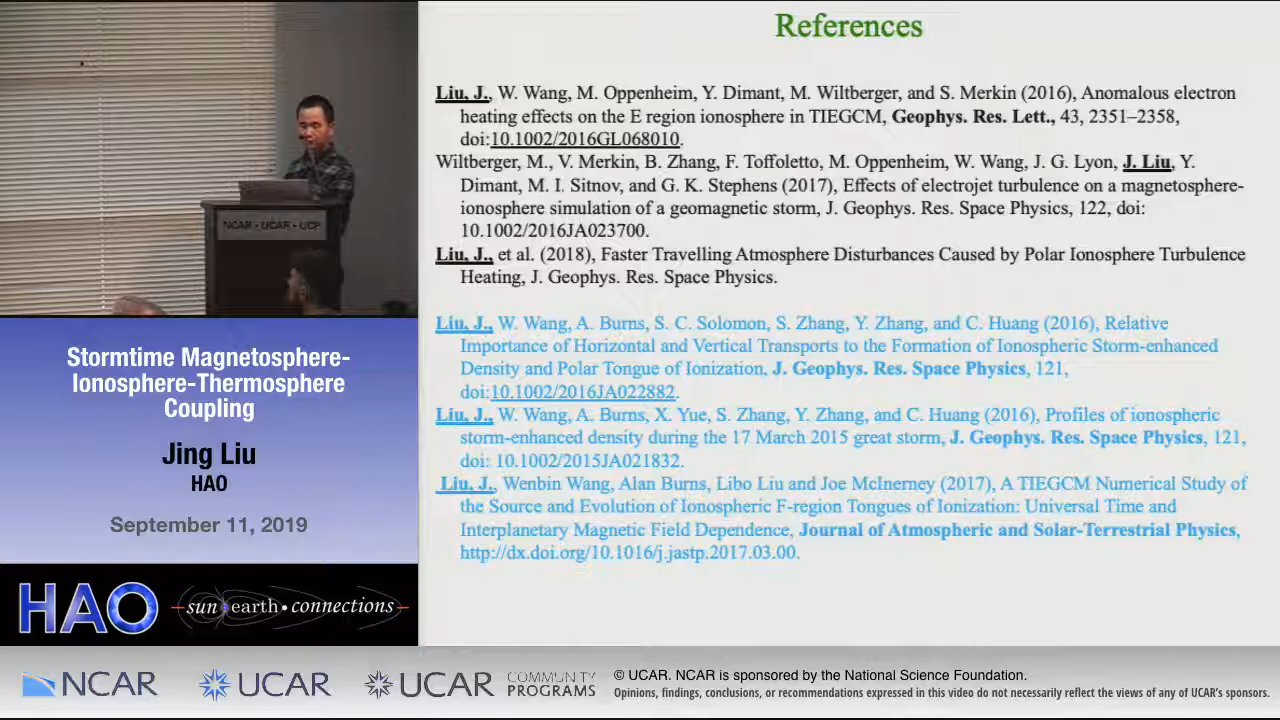 References
Liu, J., W. Wang, M. Oppenheim, Y. Dimant, M. Wiltberger, and S. Merkin (2016), Anomalous electron
heating effects on the E region ionosphere in TIEGCM, Geophys. Res. Lett., 43, 2351–2358,
doi:10.1002/2016GL068010.
Wiltberger, M., V. Merkin, B. Zhang, F. Toffoletto, M. Oppenheim, W. Wang, J. G. Lyon, J. Liu, Y.
Dimant, M. I. Sitnov, and G. K. Stephens (2017), Effects of electrojet turbulence on a magnetosphere-
ionosphere simulation of a geomagnetic storm, J. Geophys. Res. Space Physics, 122, doi:
10.1002/2016JA023700.
Liu, J., et al. (2018), Faster Travelling Atmosphere Disturbances Caused by Polar Ionosphere Turbulence
Heating, J. Geophys. Res. Space Physics.
Liu, J., W. Wang, A. Burns, S. C. Solomon, S. Zhang, Y. Zhang, and C. Huang (2016), Relative
Importance of Horizontal and Vertical Transports to the Formation of Ionospheric Storm-enhanced
Density and Polar Tongue of Ionization, J. Geophys. Res. Space Physics, 121,
doi:10.1002/2016JA022882.
Liu, J., W. Wang, A. Burns, X. Yue, S. Zhang, Y. Zhang, and C. Huang (2016), Profiles of ionospheric
storm-enhanced density during the 17 March 2015 great storm, J. Geophys. Res. Space Physics, 121,
doi: 10.1002/2015JA021832.
Liu, J., Wenbin Wang, Alan Burns, Libo Liu and Joe McInerney (2017), A TIEGCM Numerical Study of
the Source and Evolution of Ionospheric F-region Tongues of Ionization: Universal Time and
Interplanetary Magnetic Field Dependence, Journal of Atmospheric and Solar-Terrestrial Physics,
http://dx.doi.org/10.1016/j.jastp.2017.03.00.
NCAR • UCAR • UCP
Stormtime Magnetosphere-
Ionosphere-Thermosphere
Coupling
Jing Liu
HAO
September 11, 2019
HAO sun earth • connections
NCAR UCAR UCAR COMMUNITY PROGRAMS
© UCAR. NCAR is sponsored by the National Science Foundation.
Opinions, findings, conclusions, or recommendations expressed in this video do not necessarily reflect the views of any of UCAR's sponsors.